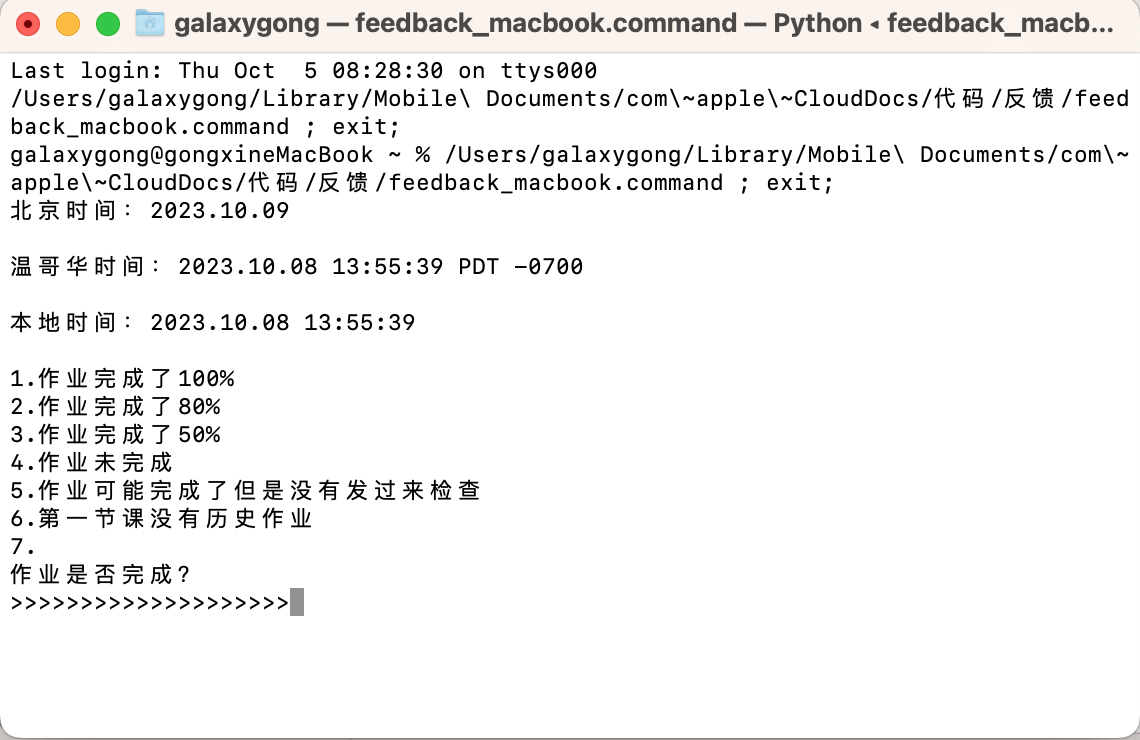 galaxygong — feedback_macbook.command — Python ◂ feedback_macb...
Last login: Thu Oct  5 08:28:30 on ttys000
/Users/galaxygong/Library/Mobile\ Documents/com\~apple\~CloudDocs/代码/反馈/feed
back_macbook.command ; exit;
galaxygong@gongxineMacBook ~ % /Users/galaxygong/Library/Mobile\ Documents/com\~
apple\~CloudDocs/代码/反馈/feedback_macbook.command ; exit;
北京时间：2023.10.09
温哥华时间：2023.10.08 13:55:39 PDT -0700
本地时间：2023.10.08 13:55:39
1.作业完成了100%
2.作业完成了80%
3.作业完成了50%
4.作业未完成
5.作业可能完成了但是没有发过来检查
6.第一节课没有历史作业
7.
作业是否完成?
>>>>>>>>>>>>>>>>>>>>